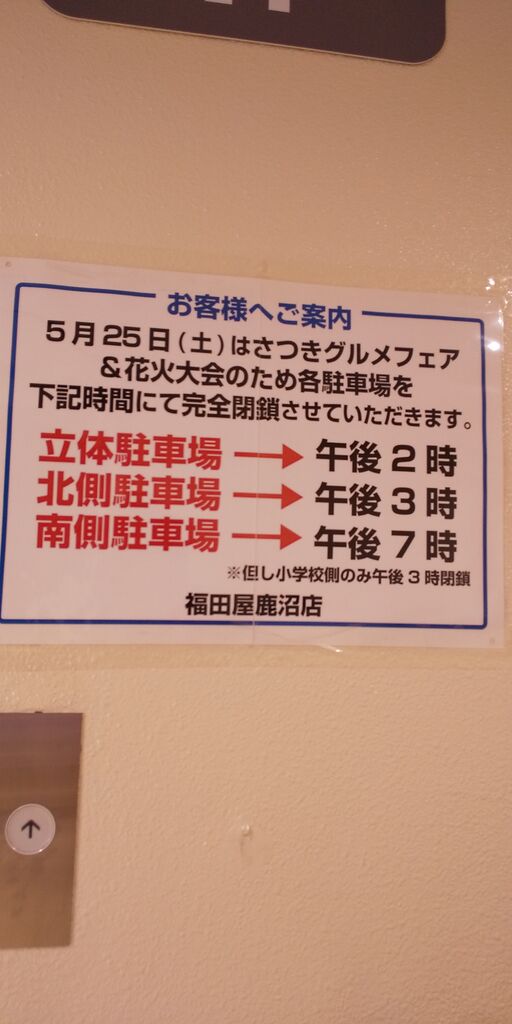 お客様へご案内
5月25日(土)はさつきグルメフェア
&花火大会のため各駐車場を
下記時間にて完全閉鎖させていただきます。
立体駐車場→午後2時
北側駐車場→午後3時
南側駐車場→午後7時
※但し小学校側のみ午後3時閉鎖
福田屋鹿沼店